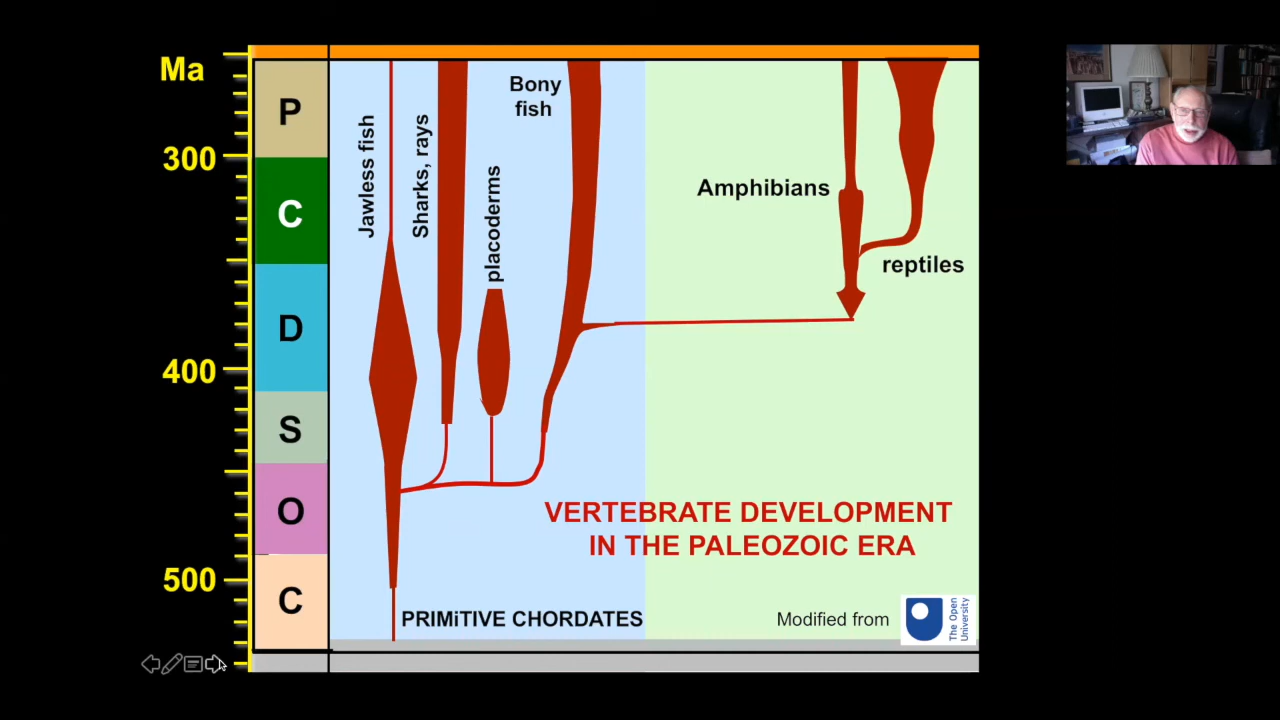 Ma
300
400
500
P
C
D
S
O
C
Jawless fish
Sharks, rays
placoderms
Bony
fish
Amphibians
reptiles
VERTEBRATE DEVELOPMENT
IN THE PALEOZOIC ERA
PRIMiTIVE CHORDATES
Modified from
The Open
University